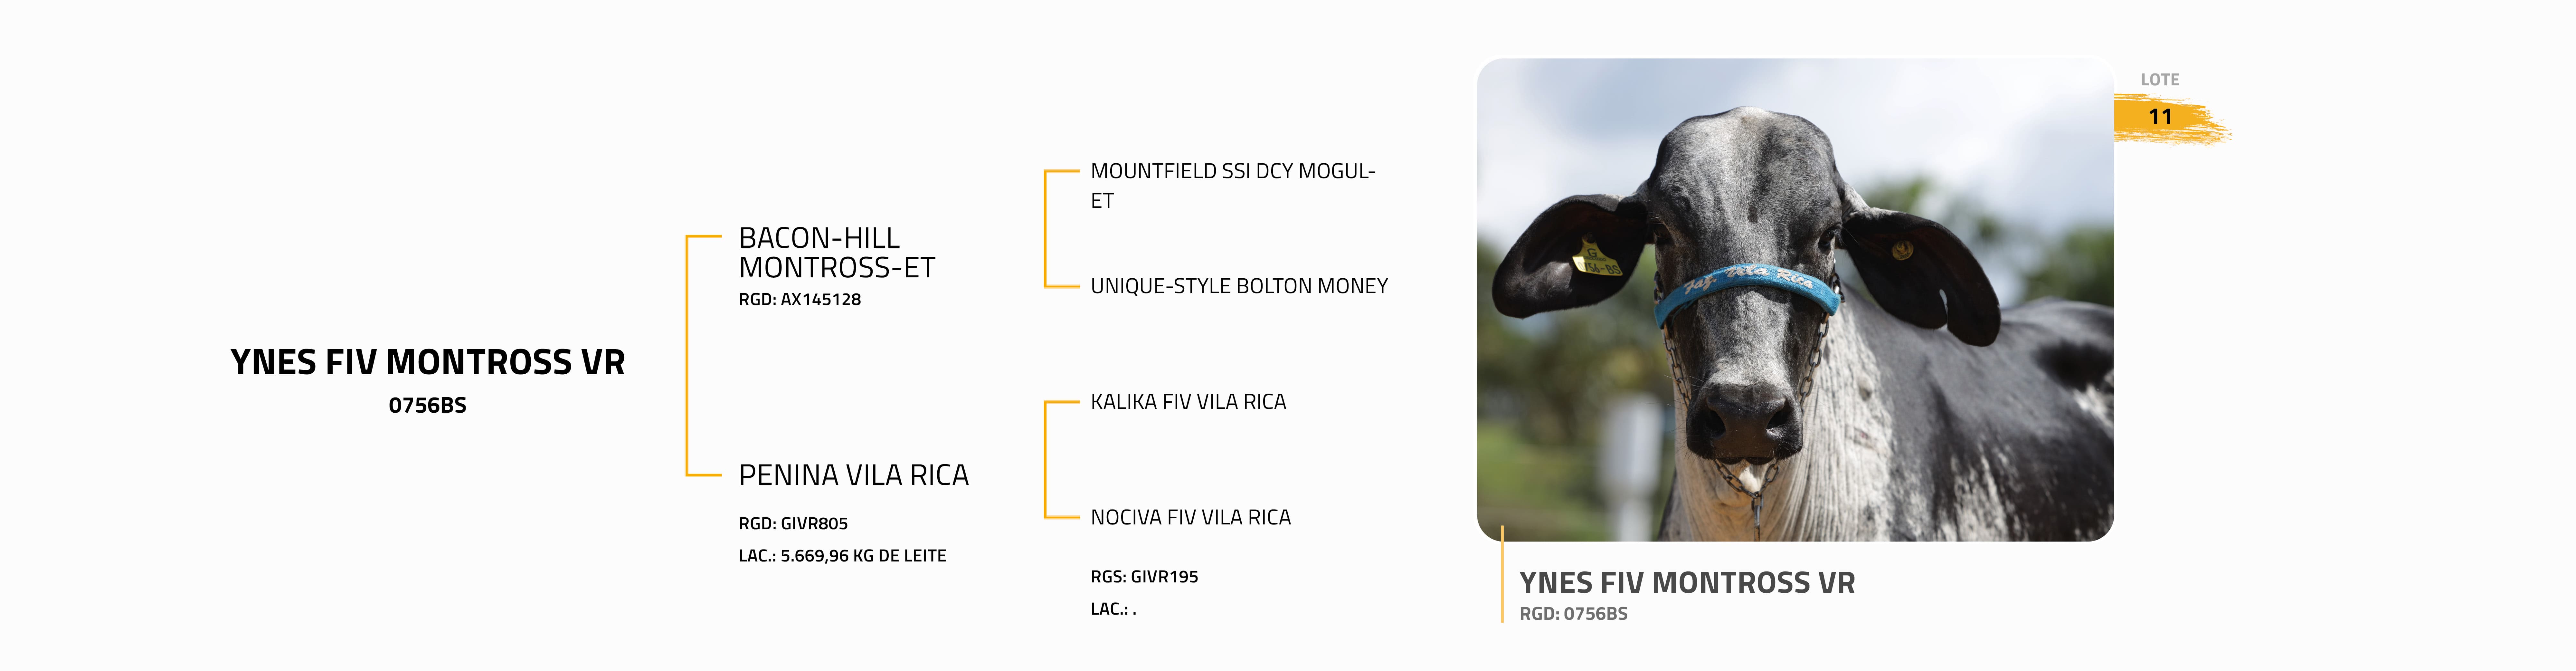 YNES FIV MONTROSS VR
0756BS
BACON-HILL
MONTROSS-ET
RGD: AX145128
PENINA VILA RICA
RGD: GIVR805
LAC.: 5.669,96 KG DE LEITE
MOUNTFIELD SSI DCY MOGUL-
ET
UNIQUE-STYLE BOLTON MONEY
KALIKA FIV VILA RICA
NOCIVA FIV VILA RICA
RGS: GIVR195
LAC.: .
G
756-BS
Faz. Vila Rica
LOTE
11
YNES FIV MONTROSS VR
RGD: 0756BS